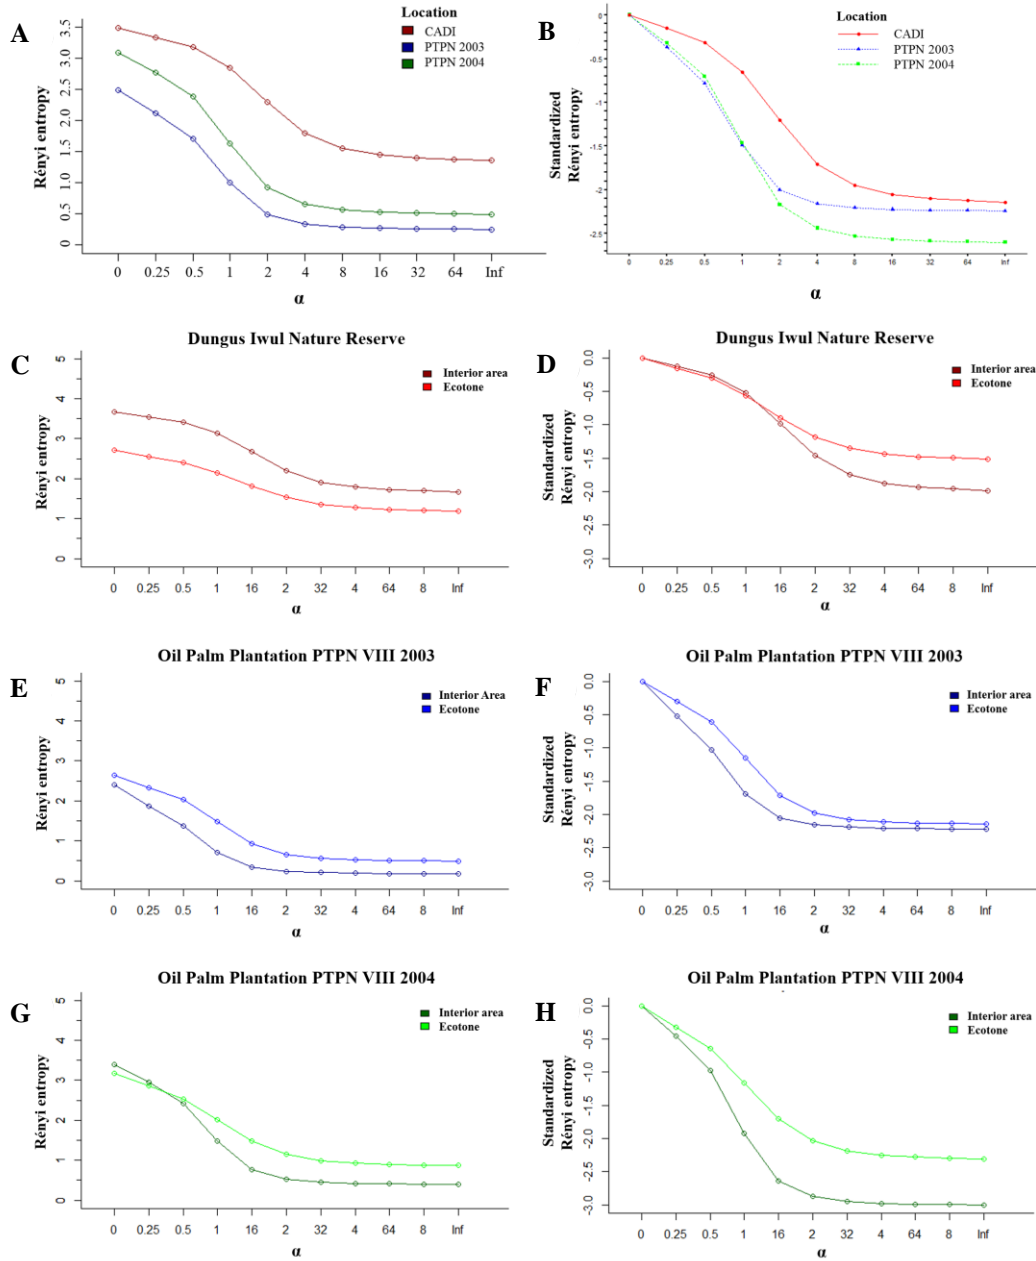 A
Location
CADI
PTPN 2003
PTPN 2004
Rényi entropy
3.5
3.0
2.5
2.0
1.5
1.0
0.5
0
0 0.25 0.5 1 2 4 8 16 32 64 Inf
α
B
Location
CADI
PTPN 2003
PTPN 2004
Standardized
Rényi entropy
0
-0.5
-1
-1.5
-2
-2.5
0 0.25 0.5 1 2 4 8 16 32 64 Inf
α
Dungus Iwul Nature Reserve
C
Interior area
Ecotone
Rényi entropy
5
4
3
2
1
0
0 0.25 0.5 1 16 2 32 4 64 8 Inf
α
Dungus Iwul Nature Reserve
D
Interior area
Ecotone
Standardized
Rényi entropy
0.0
-0.5
-1.0
-1.5
-2.0
-2.5
-3.0
0 0.25 0.5 1 16 2 32 4 64 8 Inf
α
Oil Palm Plantation PTPN VIII 2003
E
Interior Area
Ecotone
Rényi entropy
5
4
3
2
1
0
0 0.25 0.5 1 16 2 32 4 64 8 Inf
α
Oil Palm Plantation PTPN VIII 2003
F
Interior area
Ecotone
Standardized
Rényi entropy
0.0
-0.5
-1.0
-1.5
-2.0
-2.5
-3.0
0 0.25 0.5 1 16 2 32 4 64 8 Inf
α
Oil Palm Plantation PTPN VIII 2004
G
Interior area
Ecotone
Rényi entropy
5
4
3
2
1
0
0 0.25 0.5 1 16 2 32 4 64 8 Inf
α
Oil Palm Plantation PTPN VIII 2004
H
Interior area
Ecotone
Standardized
Rényi entropy
0.0
-0.5
-1.0
-1.5
-2.0
-2.5
-3.0
0 0.25 0.5 1 16 2 32 4 64 8 Inf
α